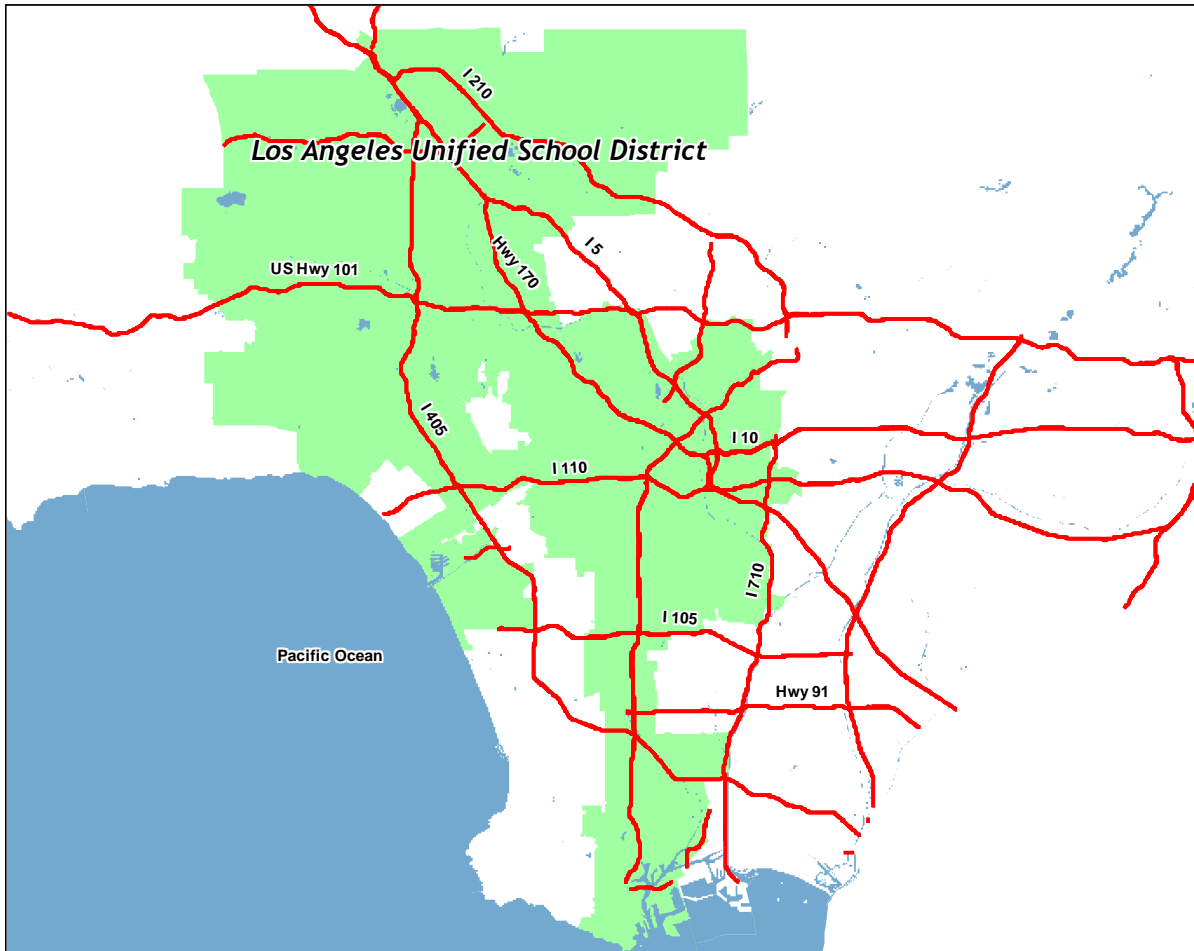 I 210
Los Angeles Unified School District
I 5
Hwy 170
US Hwy 101
I 405
I 10
I 110
I 710
I 105
Pacific Ocean
Hwy 91